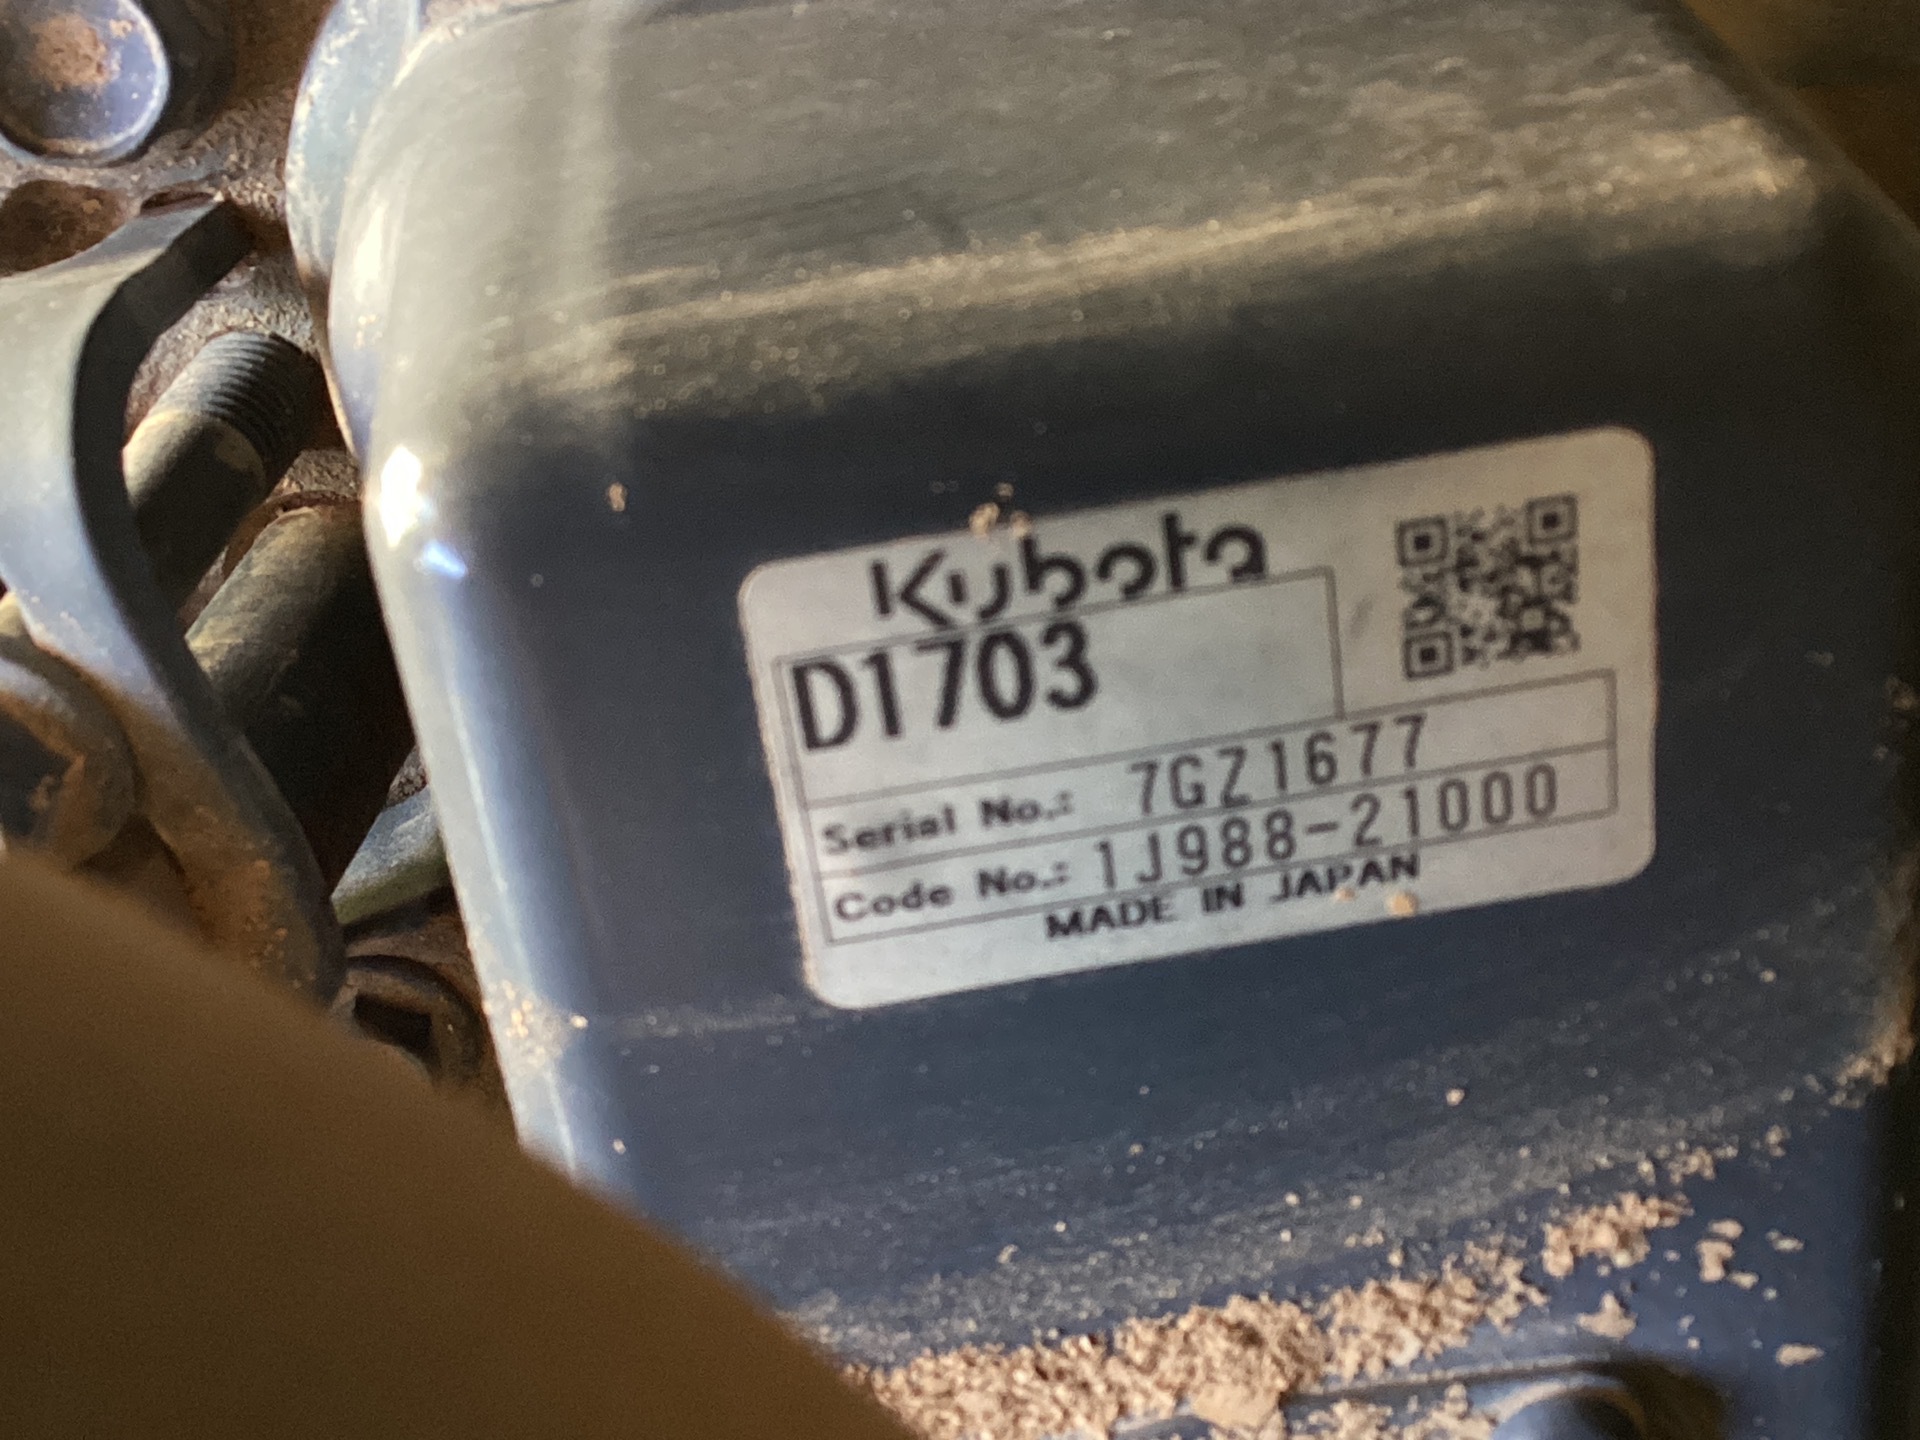 Kubota
D1703
Serial No.: 7GZ1677
Code No.: 1J988-21000
MADE IN JAPAN